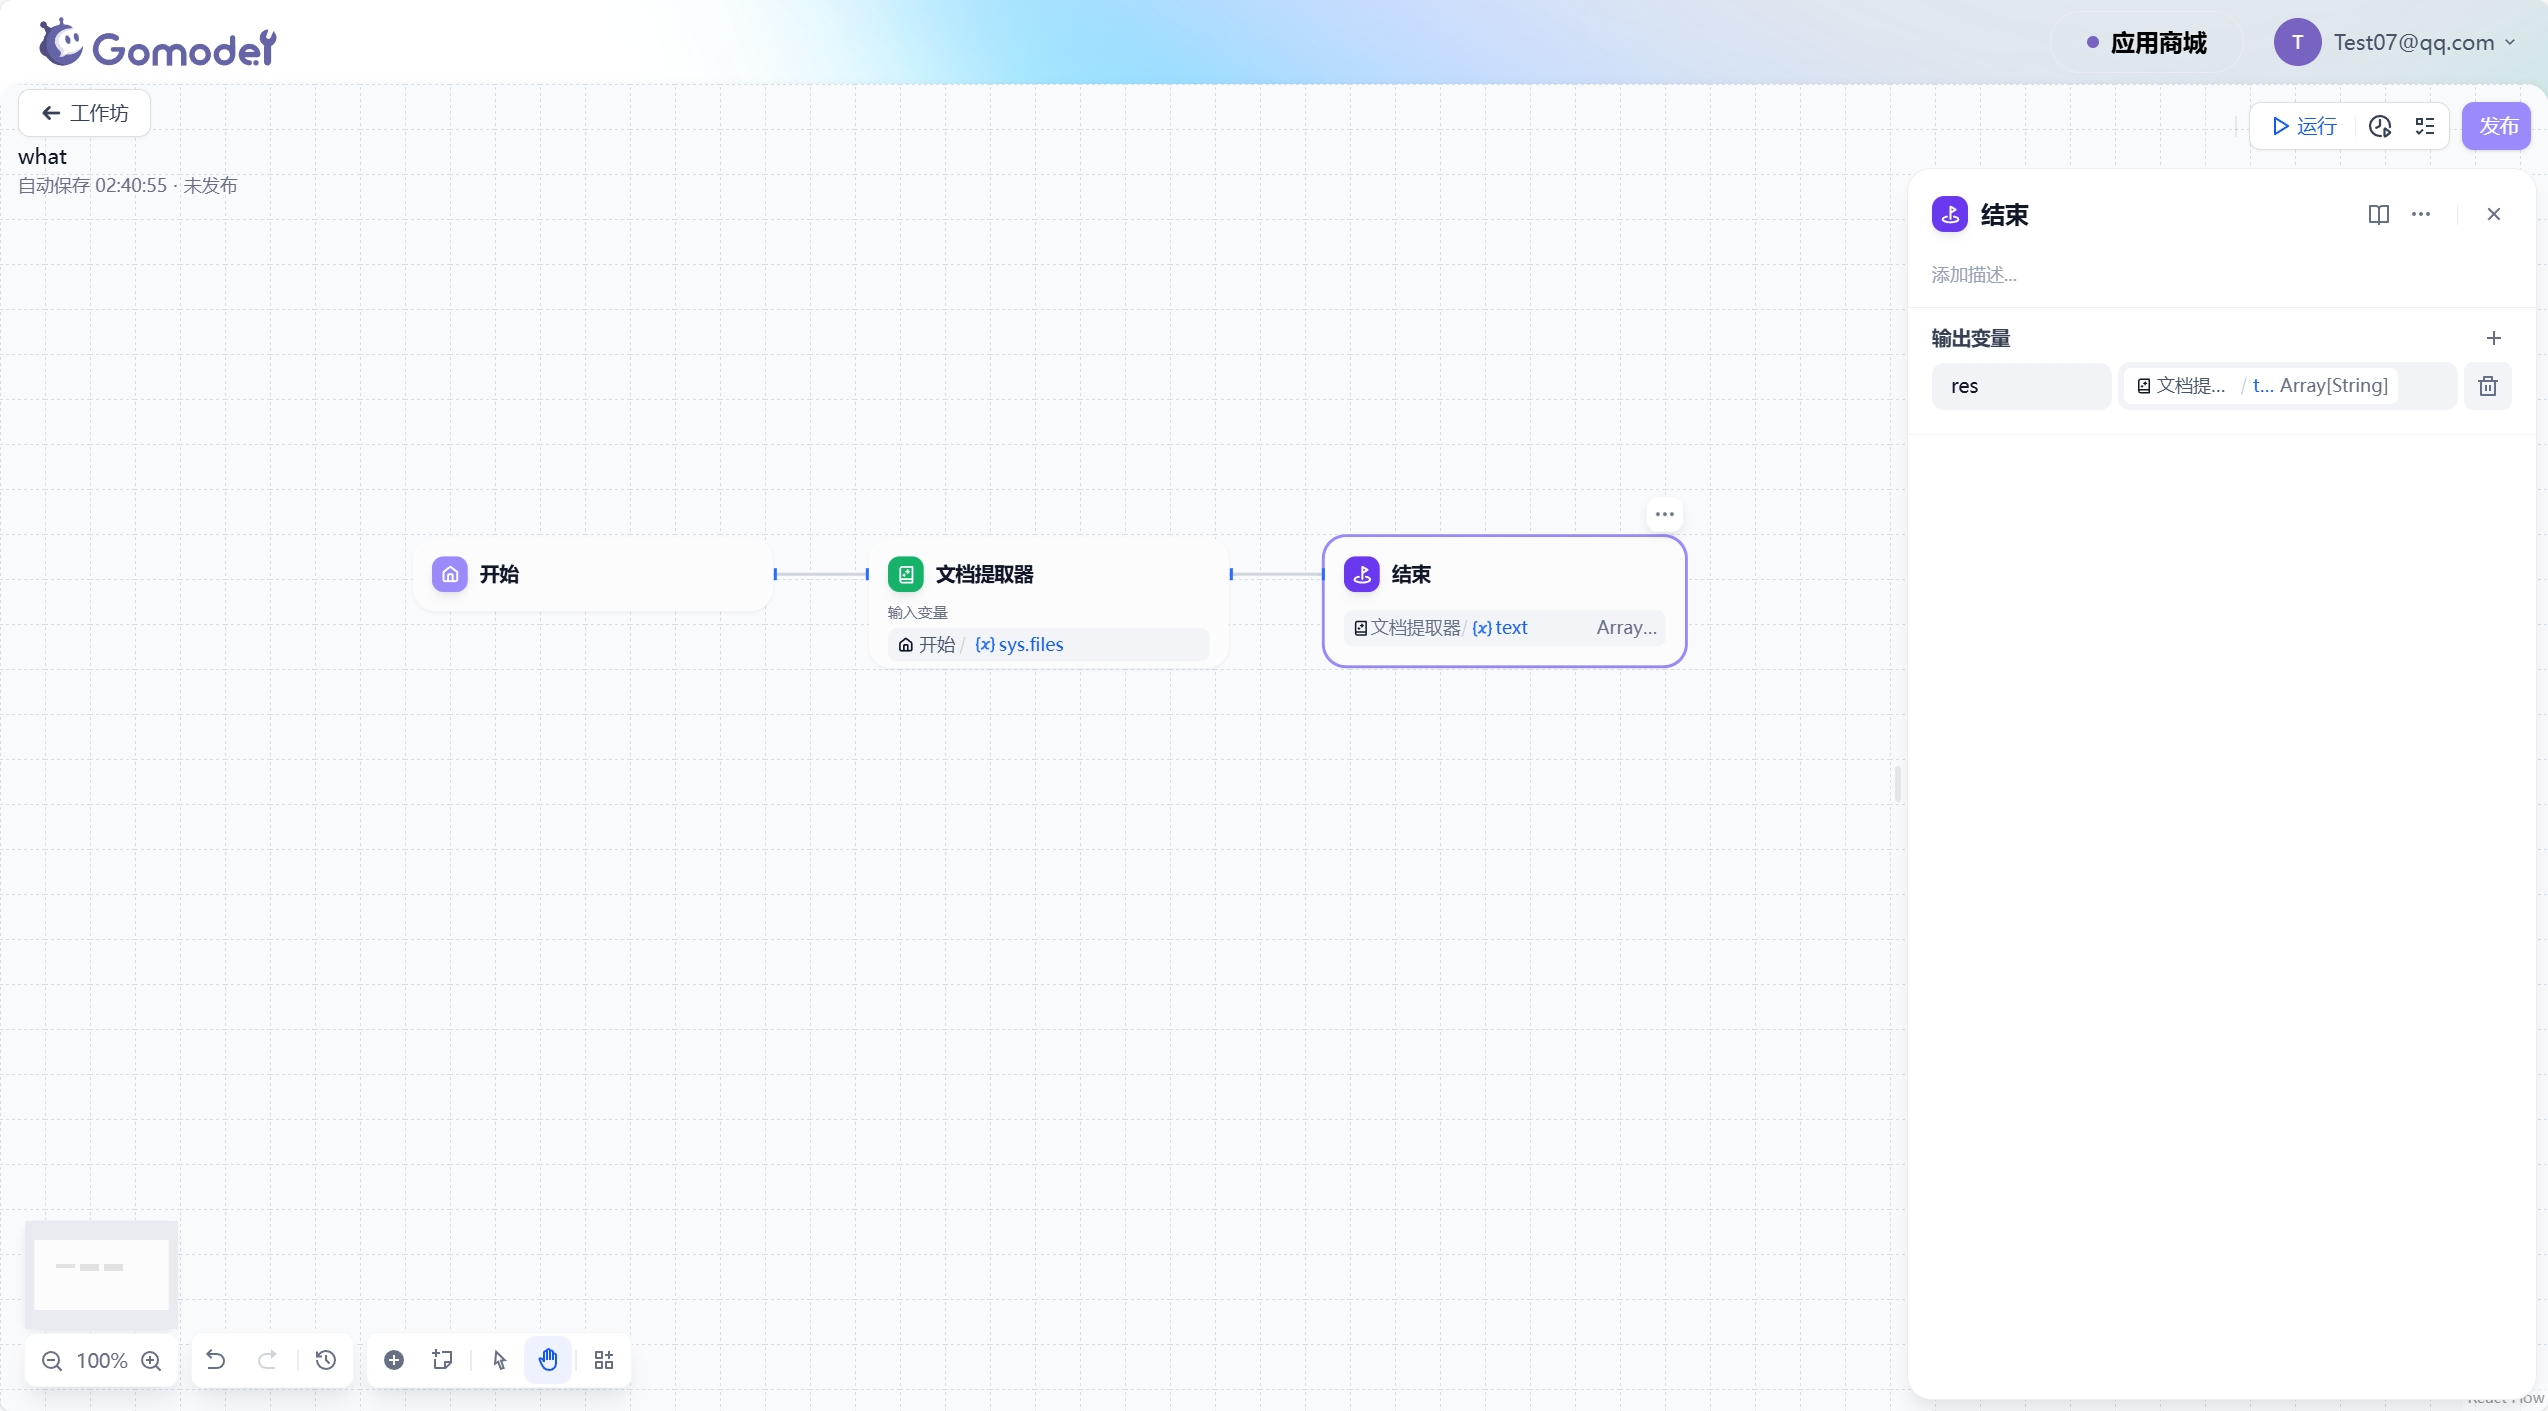 Gomodel
应用商城
T
Test07@qq.com
工作坊
what
自动保存 02:40:55 · 未发布
运行
发布
结束
添加描述...
输出变量
res
文档提... / t... Array[String]
开始
文档提取器
输入变量
开始 / {x} sys.files
结束
文档提取器 / {x} text Array...
100%
React Flow